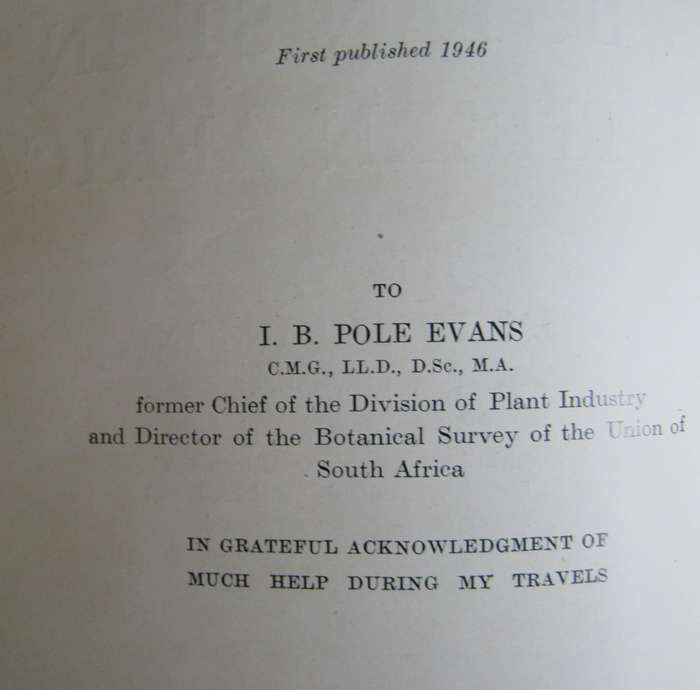 First published 1946
TO
I. B. POLE EVANS
C.M.G., LL.D., D.Sc., M.A.
former Chief of the Division of Plant Industry
and Director of the Botanical Survey of the Union of
South Africa
IN GRATEFUL ACKNOWLEDGMENT OF
MUCH HELP DURING MY TRAVELS